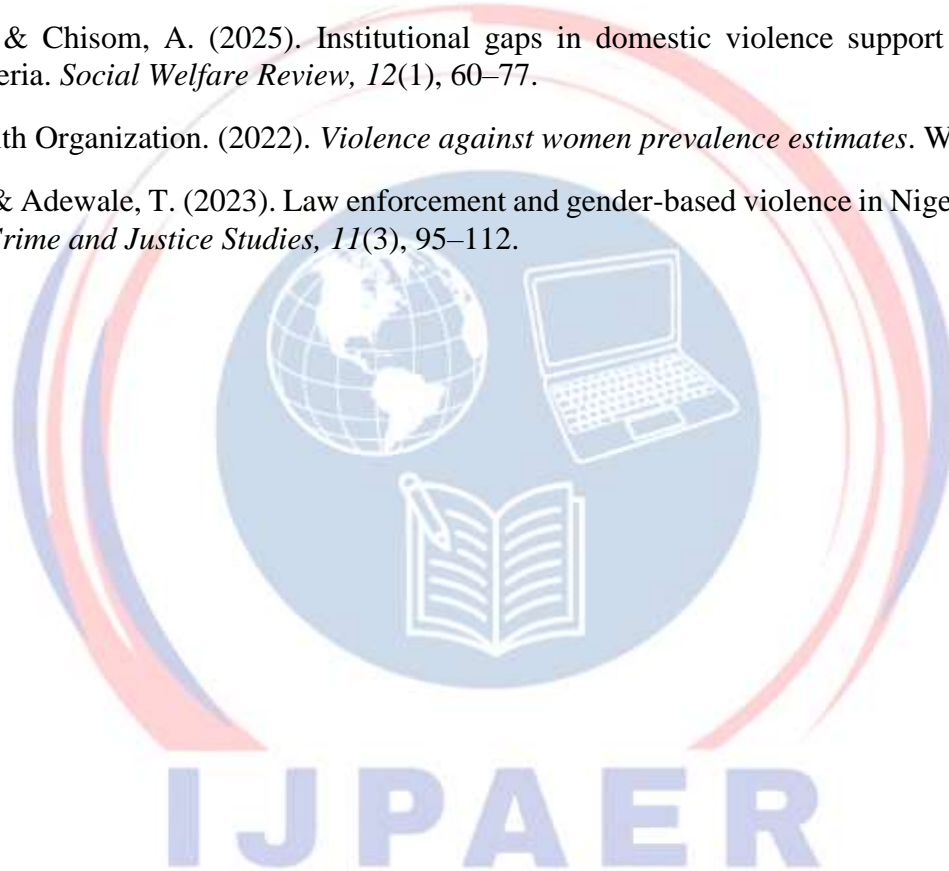 & Chisom, A. (2025). Institutional gaps in domestic violence support
eria. Social Welfare Review, 12(1), 60–77.
th Organization. (2022). Violence against women prevalence estimates. W
& Adewale, T. (2023). Law enforcement and gender-based violence in Nige
Crime and Justice Studies, 11(3), 95–112.
IJPAER